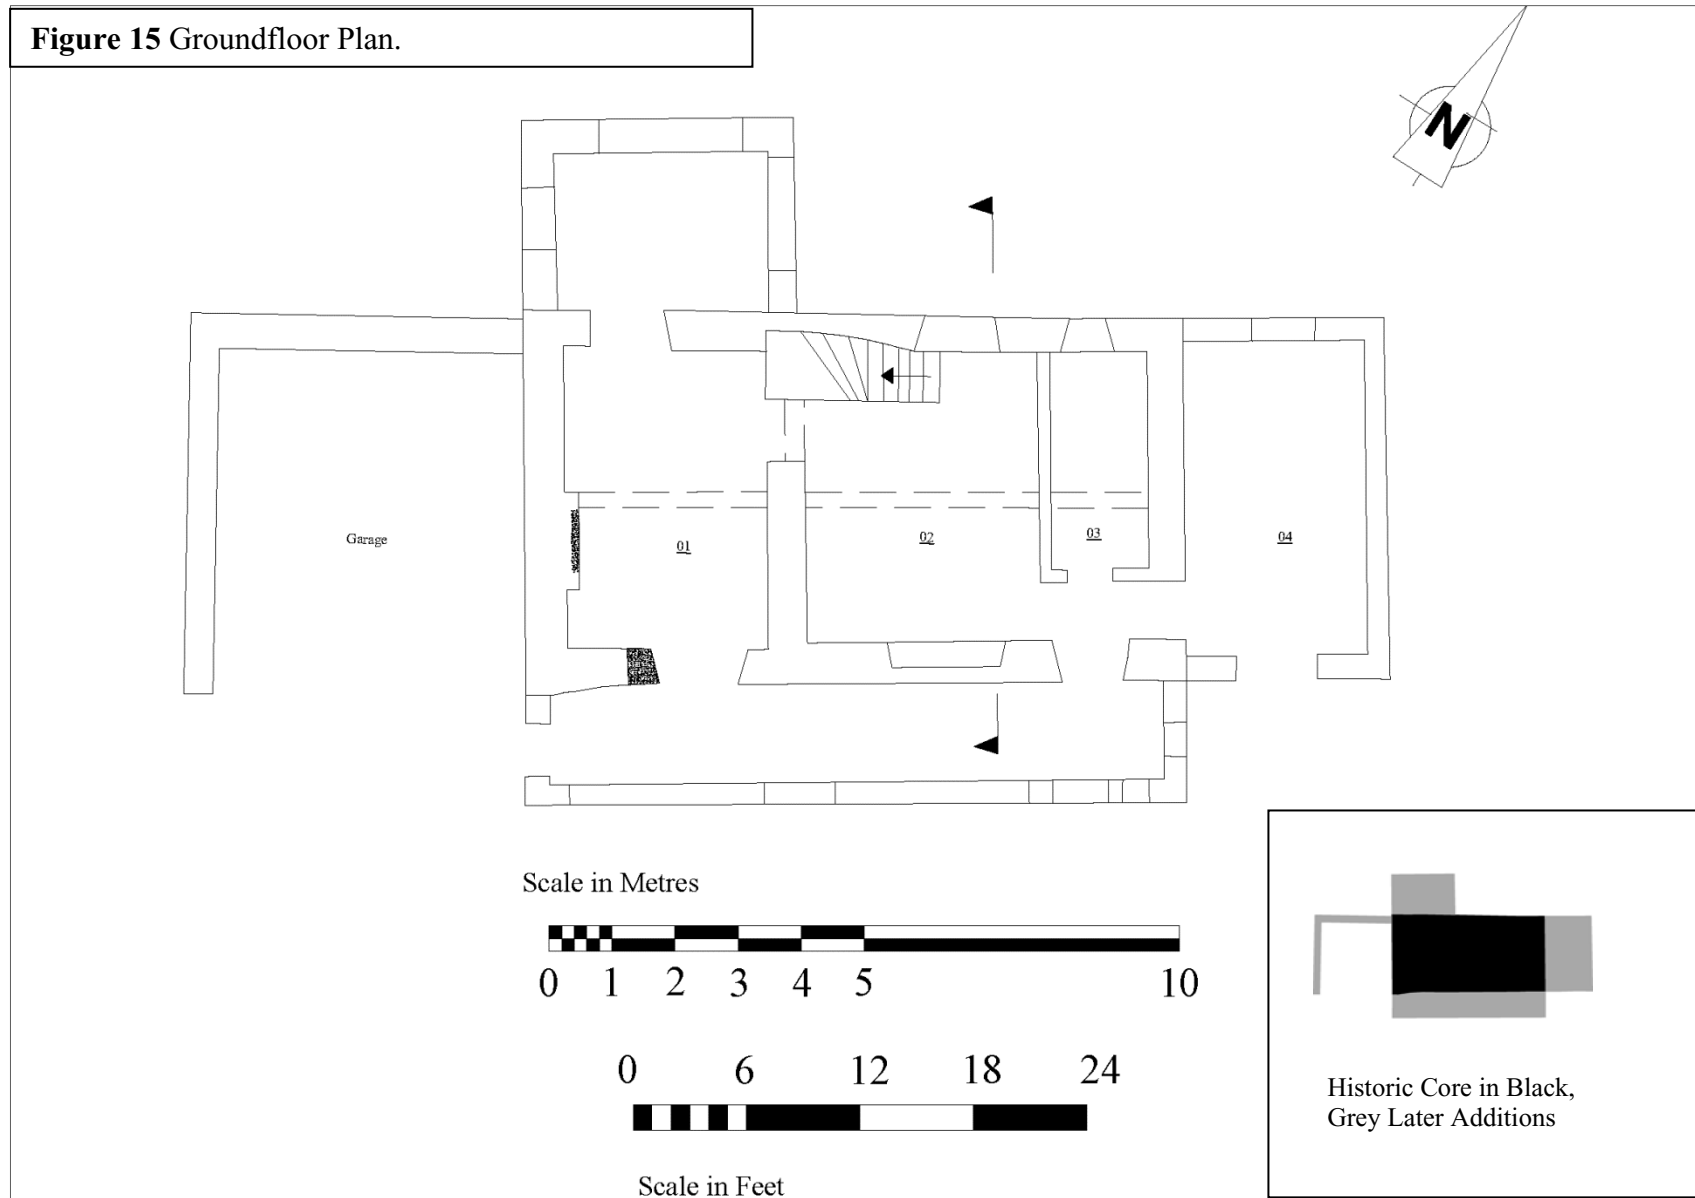 Figure 15 Groundfloor Plan.
N
Garage
01
02
03
04
Scale in Metres
0 1 2 3 4 5 10
0 6 12 18 24
Scale in Feet
Historic Core in Black,
Grey Later Additions